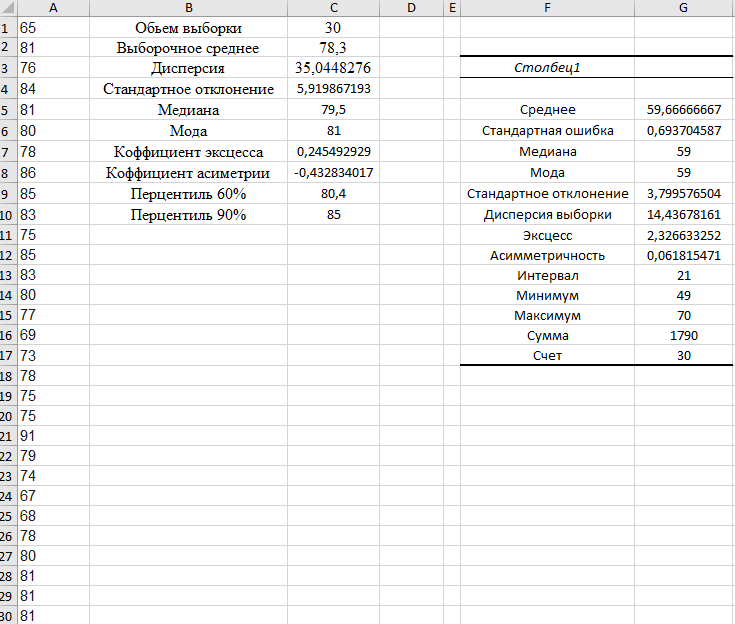 A B C D E F G
1 65 Обьем выборки 30
2 81 Выборочное среднее 78,3
3 76 Дисперсия 35,0448276 Столбец1
4 84 Стандартное отклонение 5,919867193
5 81 Медиана 79,5 Среднее 59,66666667
6 80 Мода 81 Стандартная ошибка 0,693704587
7 78 Коффициент эксцесса 0,245492929 Медиана 59
8 86 Коффициент асиметрии -0,432834017 Мода 59
9 85 Перцентиль 60% 80,4 Стандартное отклонение 3,799576504
10 83 Перцентиль 90% 85 Дисперсия выборки 14,43678161
11 75 Эксцесс 2,326633252
12 85 Асимметричность 0,061815471
13 83 Интервал 21
14 80 Минимум 49
15 77 Максимум 70
16 69 Сумма 1790
17 73 Счет 30
18 78
19 75
20 75
21 91
22 79
23 74
24 67
25 68
26 78
27 80
28 81
29 81
30 81